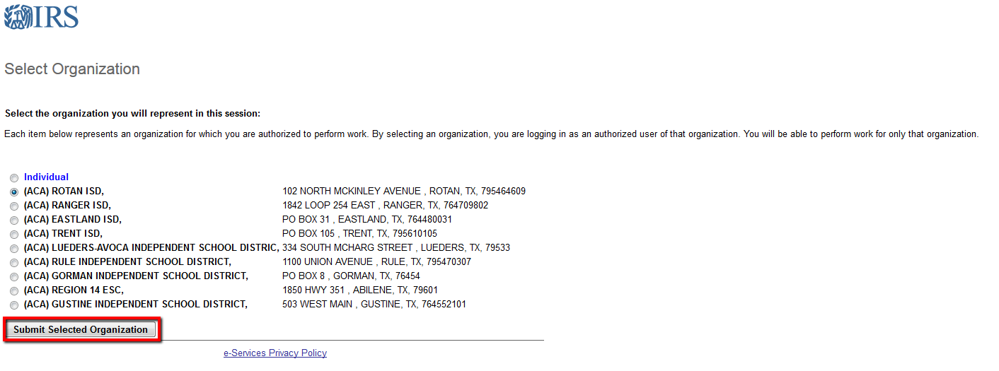 IRS
Select Organization
Select the organization you will represent in this session:
Each item below represents an organization for which you are authorized to perform work. By selecting an organization, you are logging in as an authorized user of that organization. You will be able to perform work for only that organization.
Individual
(ACA) ROTAN ISD, 102 NORTH MCKINLEY AVENUE , ROTAN, TX, 795464609
(ACA) RANGER ISD, 1842 LOOP 254 EAST , RANGER, TX, 764709802
(ACA) EASTLAND ISD, PO BOX 31 , EASTLAND, TX, 764480031
(ACA) TRENT ISD, PO BOX 105 , TRENT, TX, 795610105
(ACA) LUEDERS-AVOCA INDEPENDENT SCHOOL DISTRIC, 334 SOUTH MCHARG STREET , LUEDERS, TX, 79533
(ACA) RULE INDEPENDENT SCHOOL DISTRICT, 1100 UNION AVENUE , RULE, TX, 795470307
(ACA) GORMAN INDEPENDENT SCHOOL DISTRICT, PO BOX 8 , GORMAN, TX, 76454
(ACA) REGION 14 ESC, 1850 HWY 351 , ABILENE, TX, 79601
(ACA) GUSTINE INDEPENDENT SCHOOL DISTRICT, 503 WEST MAIN , GUSTINE, TX, 764552101
Submit Selected Organization
e-Services Privacy Policy